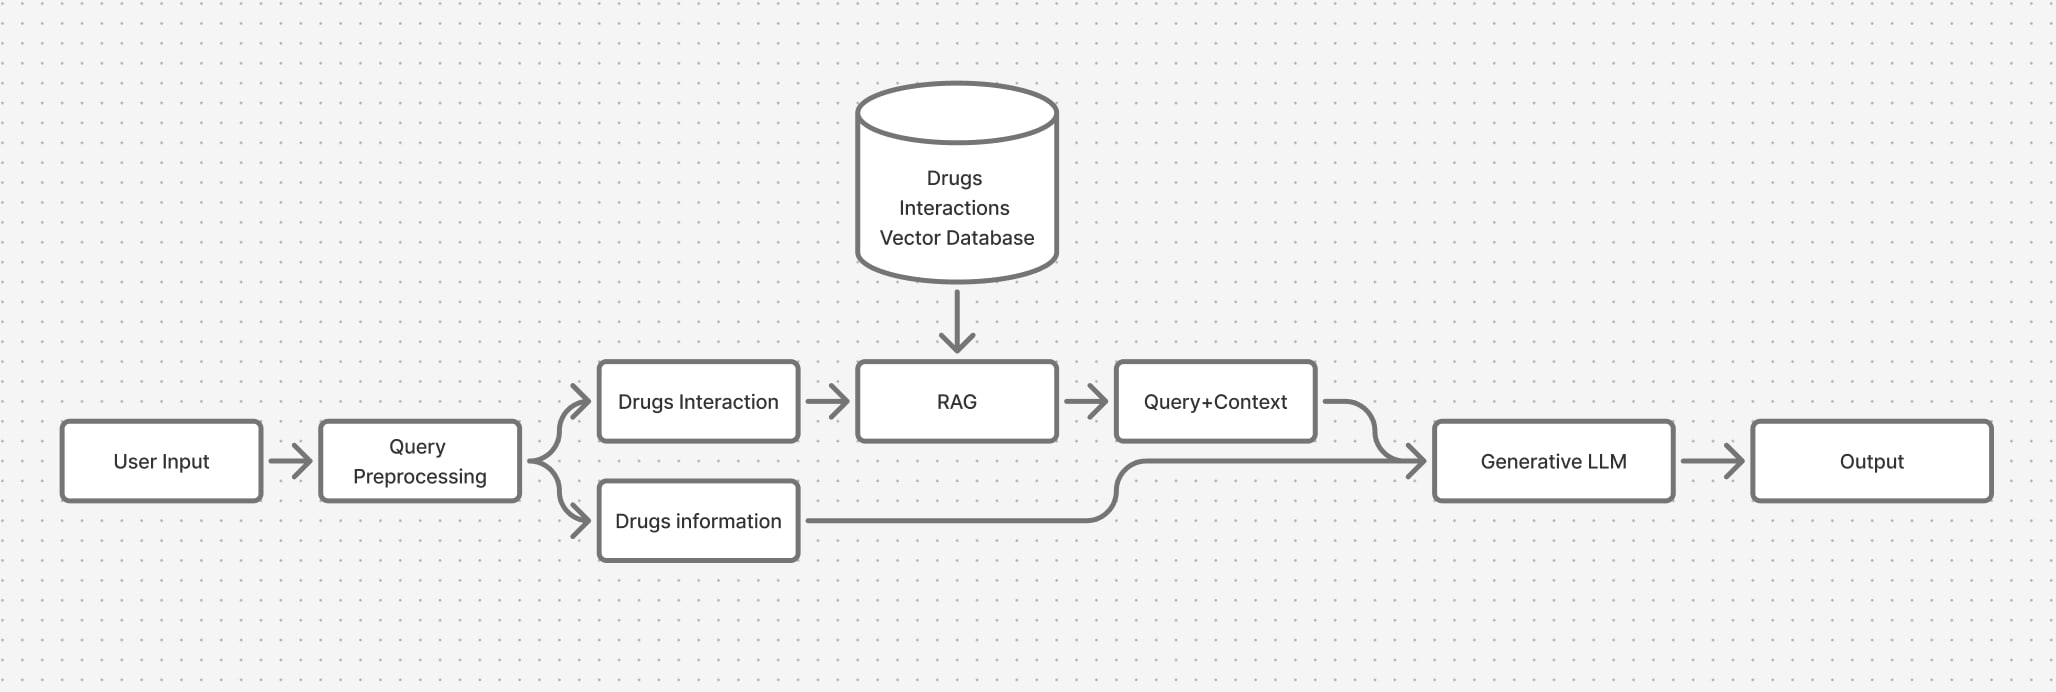 Drugs
Interactions
Vector Database
Drugs Interaction
RAG
Query+Context
User Input
Query
Preprocessing
Generative LLM
Output
Drugs information